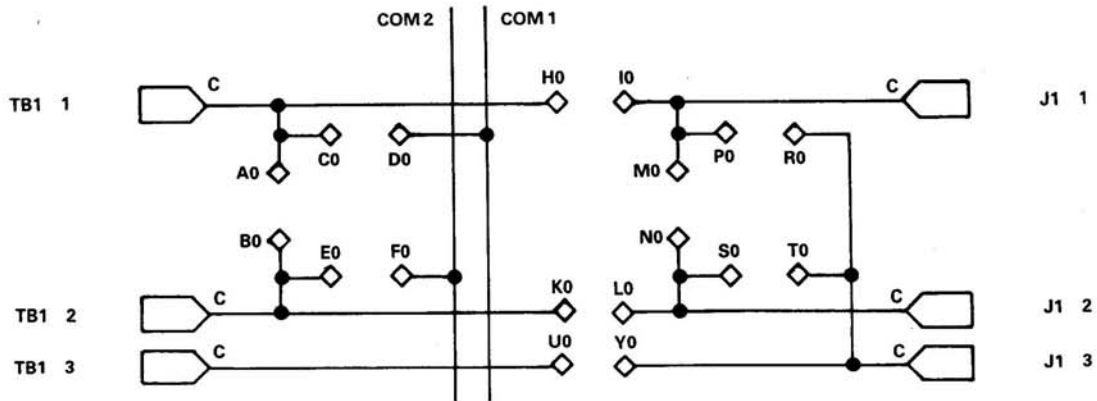 COM 2 COM 1
C H0 I0 C
TB1 1 J1 1
C0 D0 P0 R0
A0 M0
B0 N0
E0 F0 S0 T0
C K0 L0 C
TB1 2 J1 2
C U0 Y0 C
TB1 3 J1 3